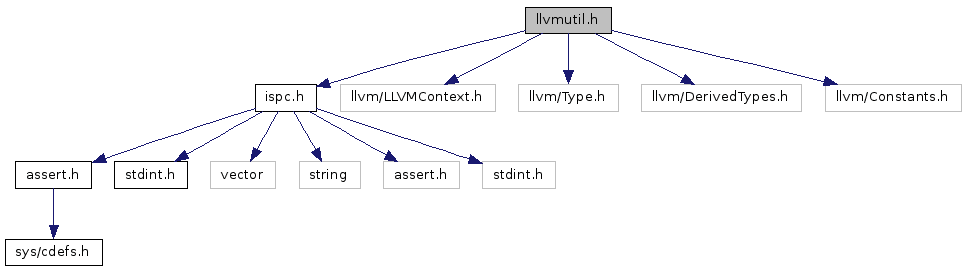 llvmutil.h
ispc.h
llvm/LLVMContext.h
llvm/Type.h
llvm/DerivedTypes.h
llvm/Constants.h
assert.h
stdint.h
vector
string
assert.h
stdint.h
sys/cdefs.h